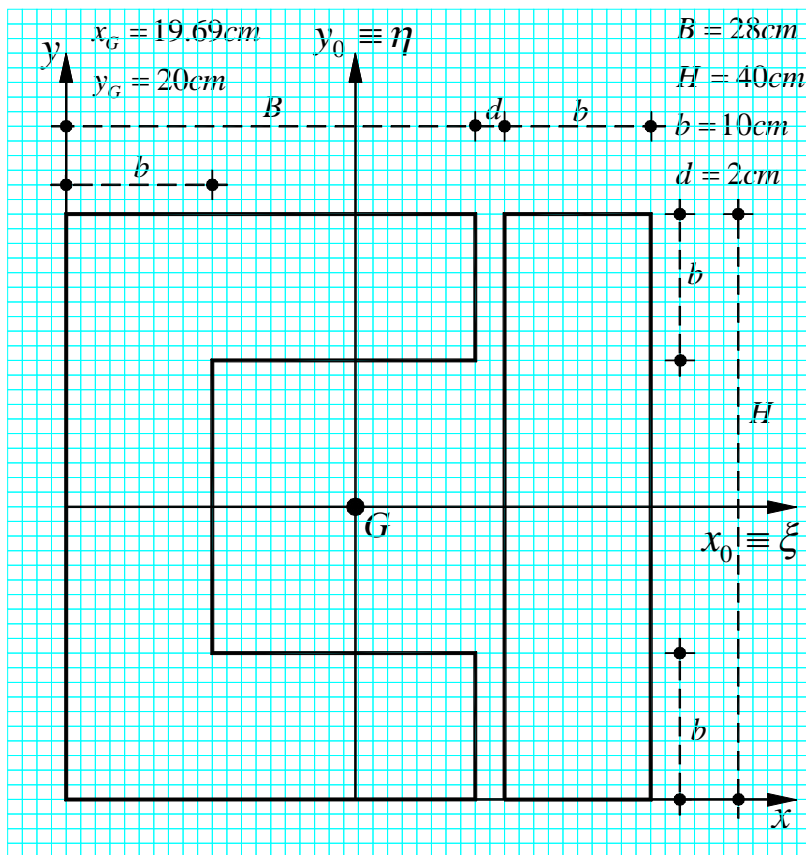 x_G = 19.69cm
y_0 ≡ η
B = 28cm
y
y_G = 20cm
H = 40cm
B
d
b
b = 10cm
b
d = 2cm
b
H
G
x_0 ≡ ξ
b
x